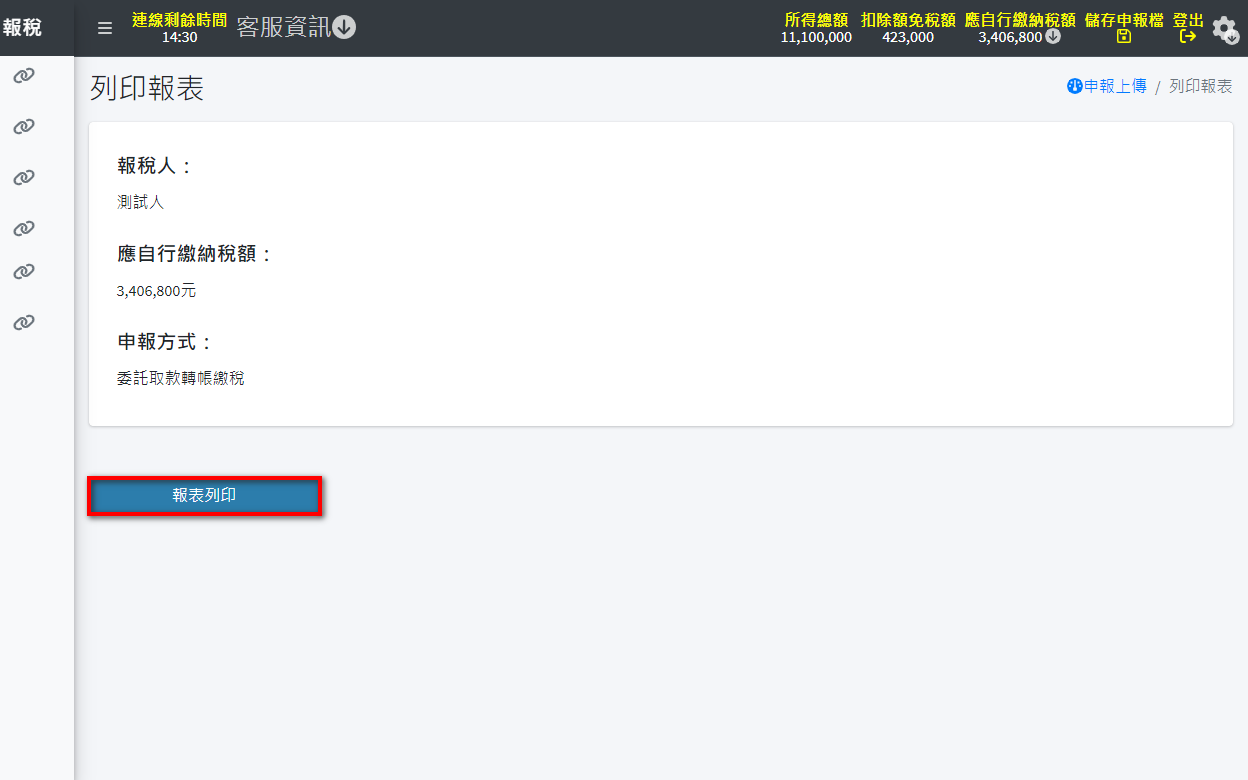 報稅
連線剩餘時間
14:30
客服資訊
所得總額
11,100,000
扣除額免稅額
423,000
應自行繳納稅額
3,406,800
儲存申報檔
登出
列印報表
申報上傳 / 列印報表
報稅人：
測試人
應自行繳納稅額：
3,406,800元
申報方式：
委託取款轉帳繳稅
報表列印